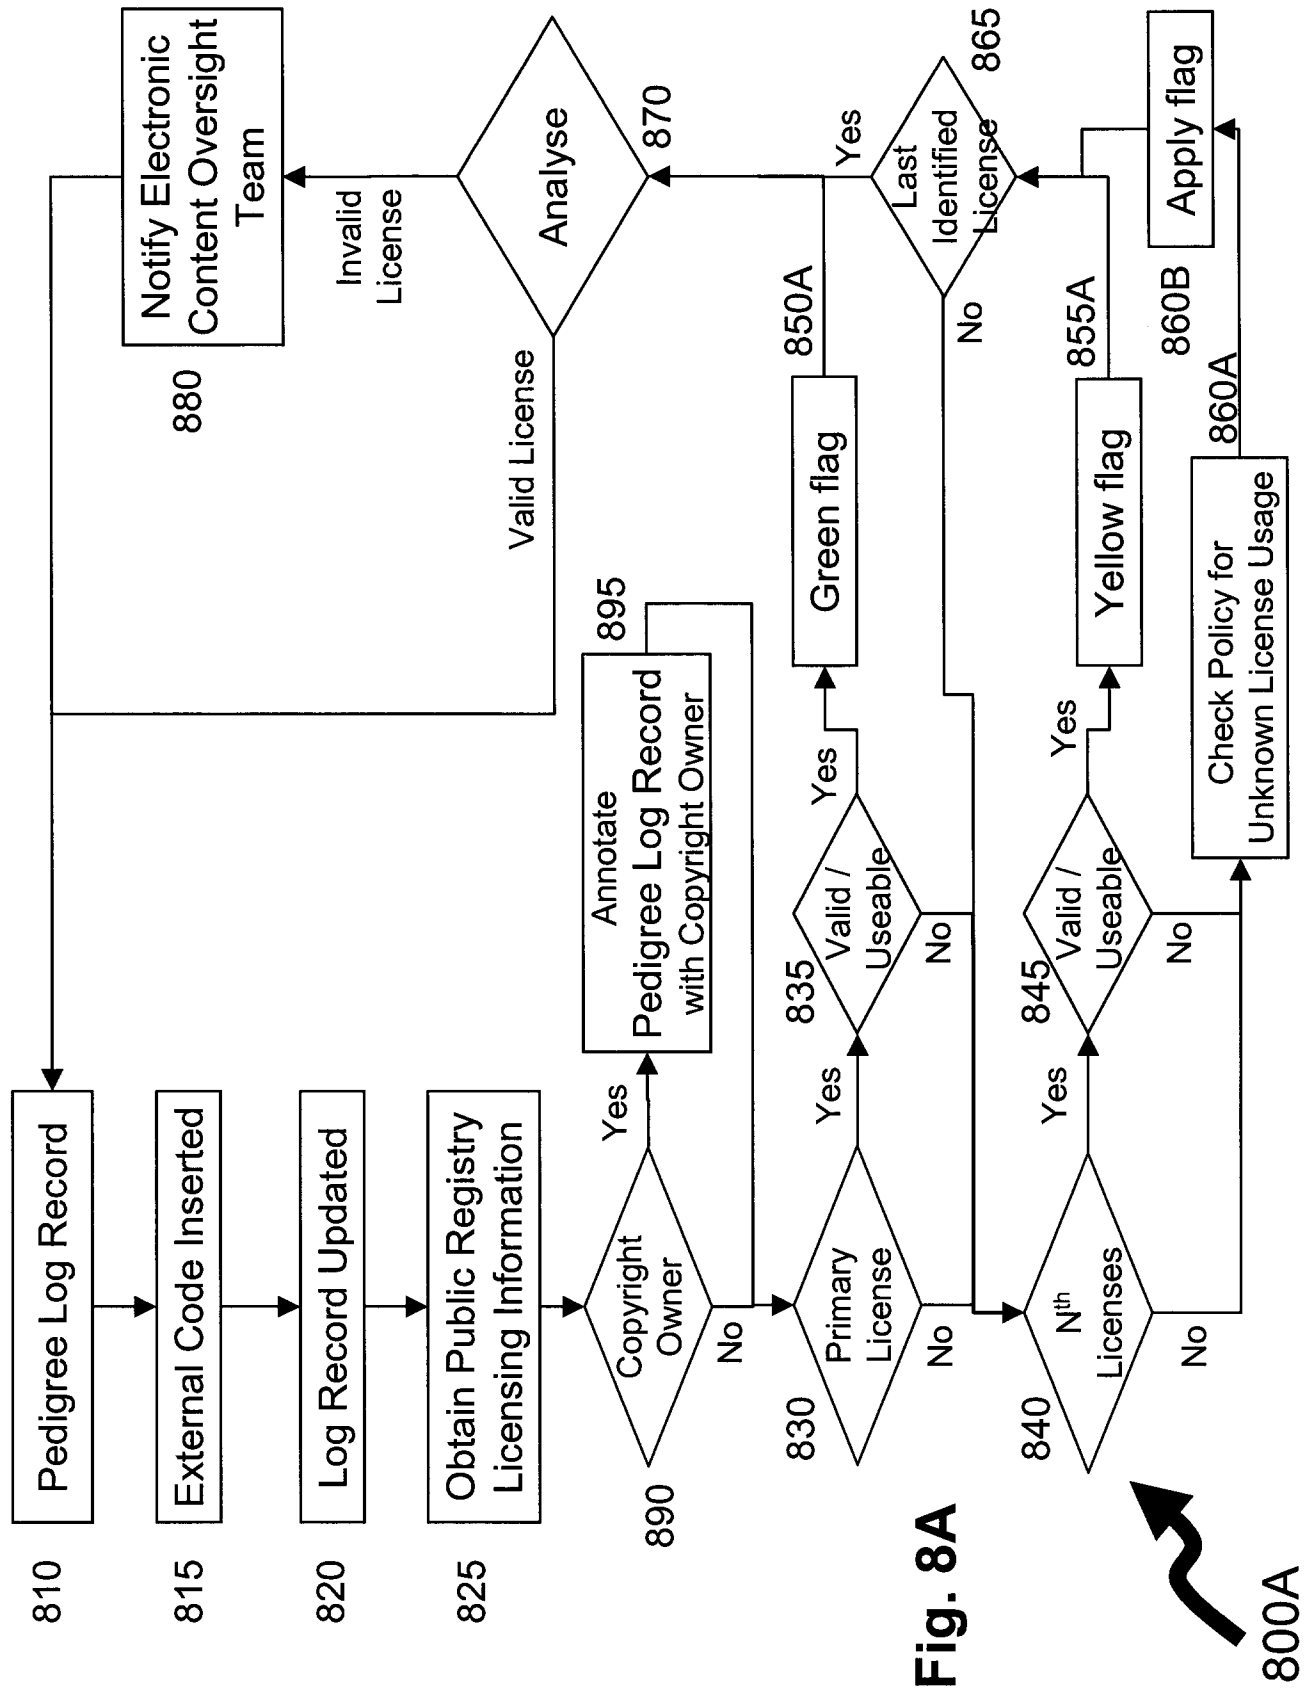 810
Pedigree Log Record
815
External Code Inserted
820
Log Record Updated
825
Obtain Public Registry
Licensing Information
890
Copyright
Owner
Yes
No
895
Annotate
Pedigree Log Record
with Copyright Owner
830
Primary
License
Yes
No
835
Valid /
Useable
Yes
No
Green flag
850A
840
Nth
Licenses
Yes
No
845
Valid /
Useable
Yes
No
Yellow flag
855A
Check Policy for
Unknown License Usage
860A
860B
Apply flag
865
Last
Identified
License
Yes
No
870
Analyse
Valid License
Invalid
License
880
Notify Electronic
Content Oversight
Team
Fig. 8A
800A